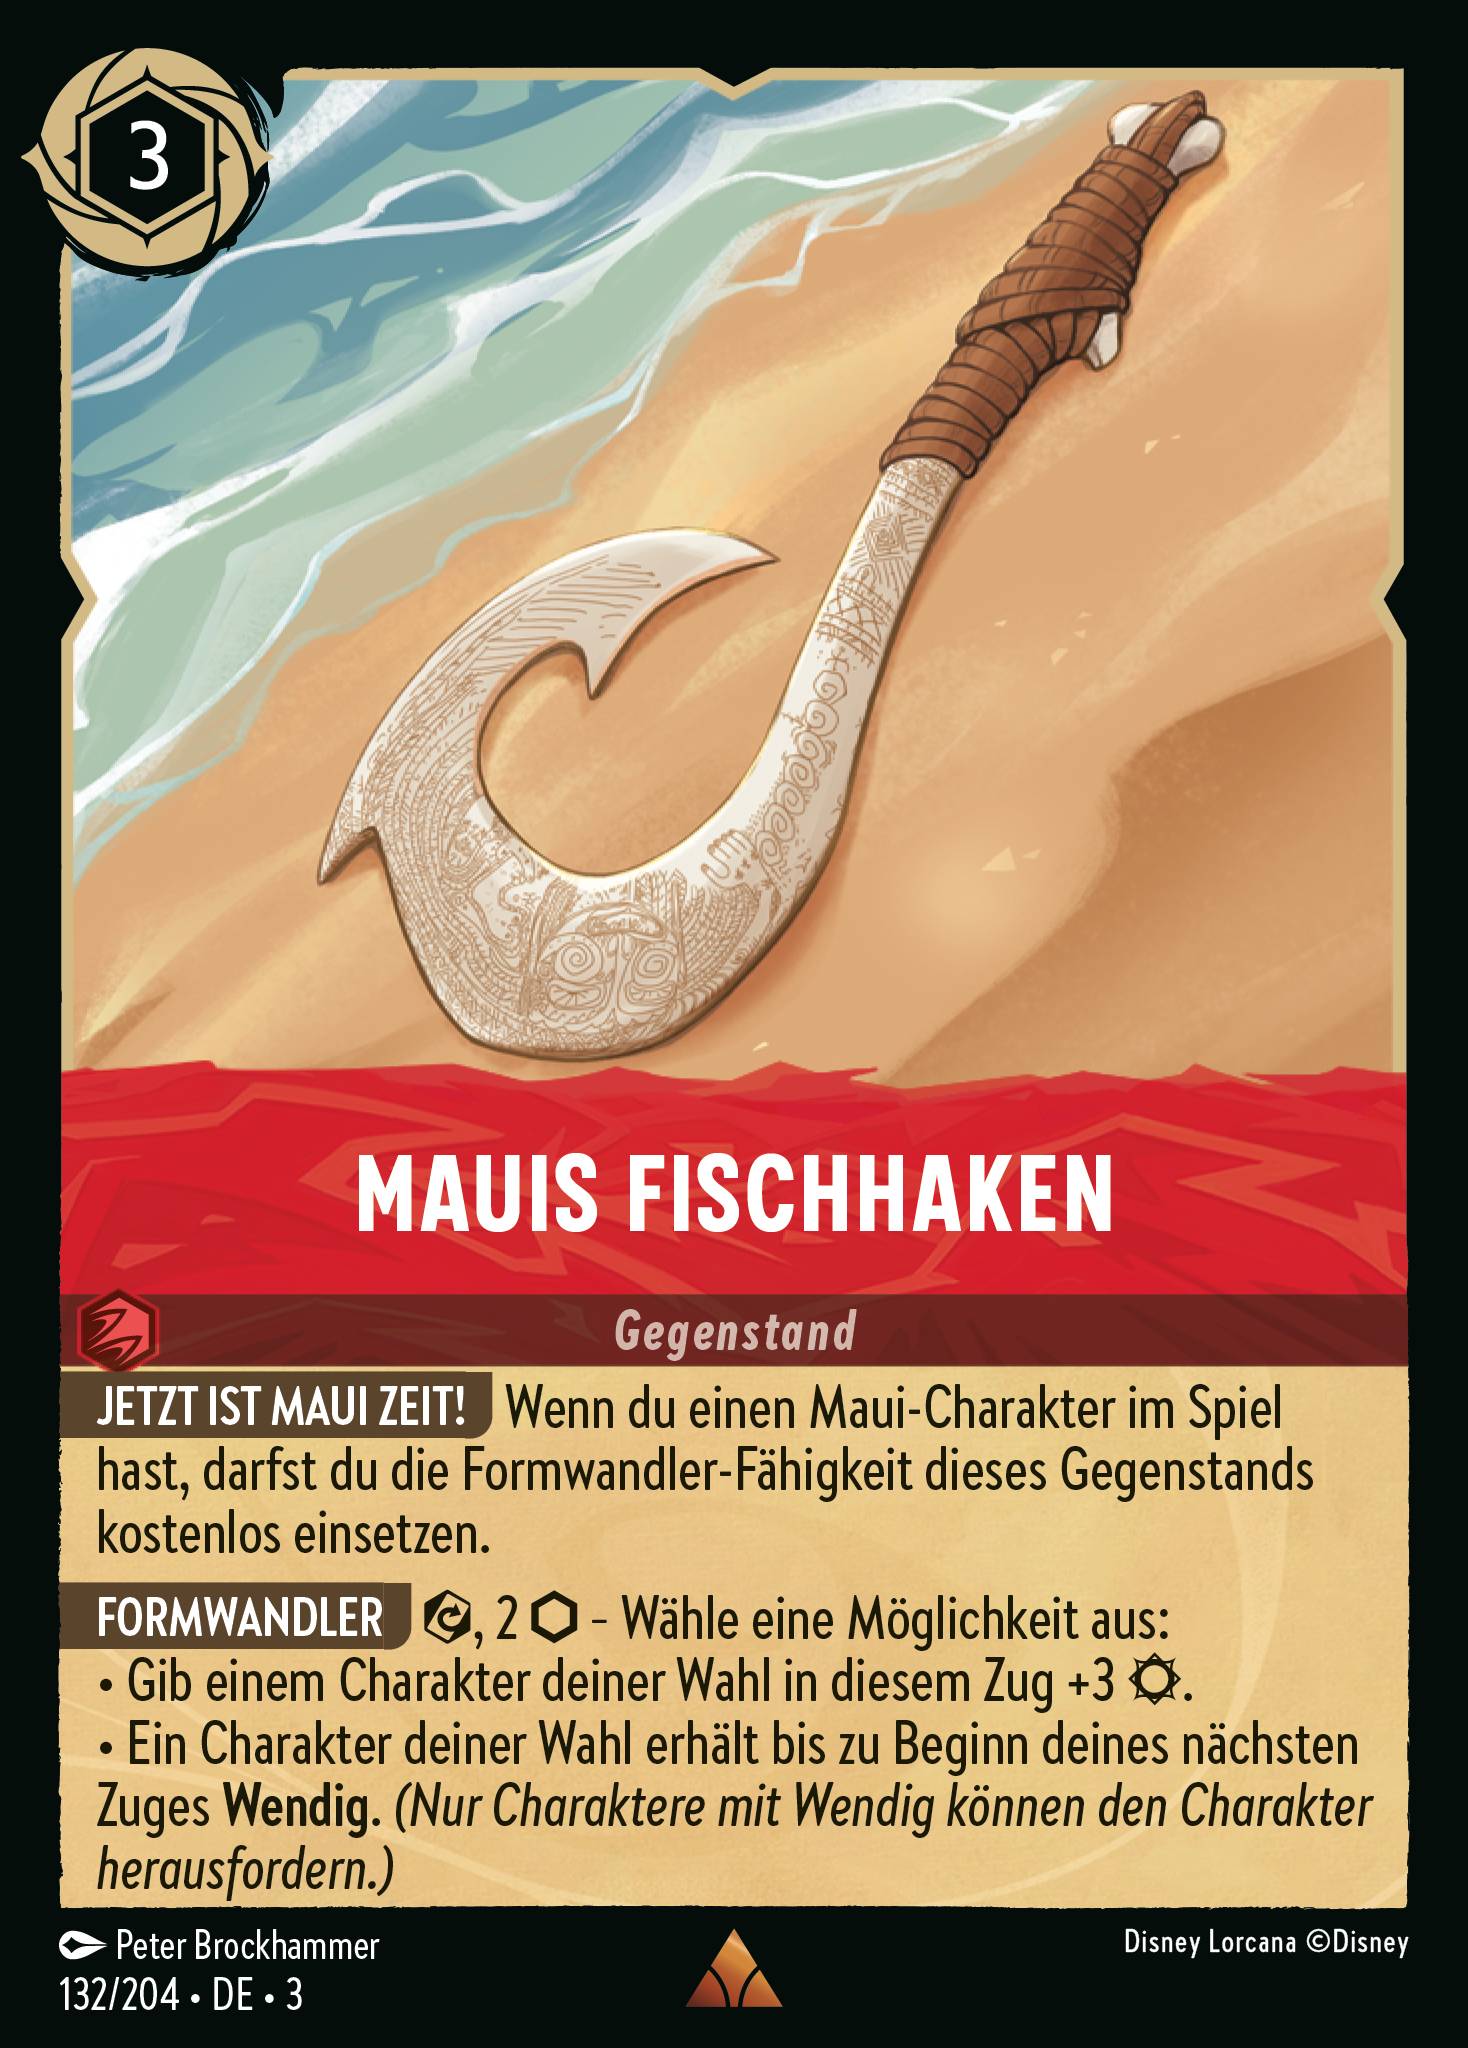 3
MAUIS FISCHHAKEN
Gegenstand
JETZT IST MAUI ZEIT! Wenn du einen Maui-Charakter im Spiel
hast, darfst du die Formwandler-Fähigkeit dieses Gegenstands
kostenlos einsetzen.
FORMWANDLER , 2 – Wähle eine Möglichkeit aus:
• Gib einem Charakter deiner Wahl in diesem Zug +3 .
• Ein Charakter deiner Wahl erhält bis zu Beginn deines nächsten
Zuges Wendig. (Nur Charaktere mit Wendig können den Charakter
herausfordern.)
Peter Brockhammer
Disney Lorcana ©Disney
132/204 • DE • 3